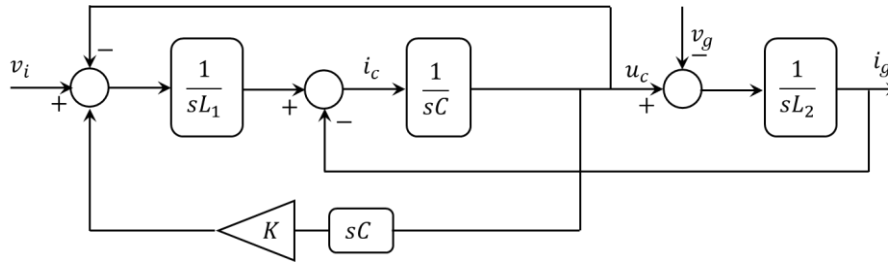 −
v_g
v_i
+
1
sL_1
+
−
i_c
1
sC
u_c
+
−
1
sL_2
i_g
K
sC